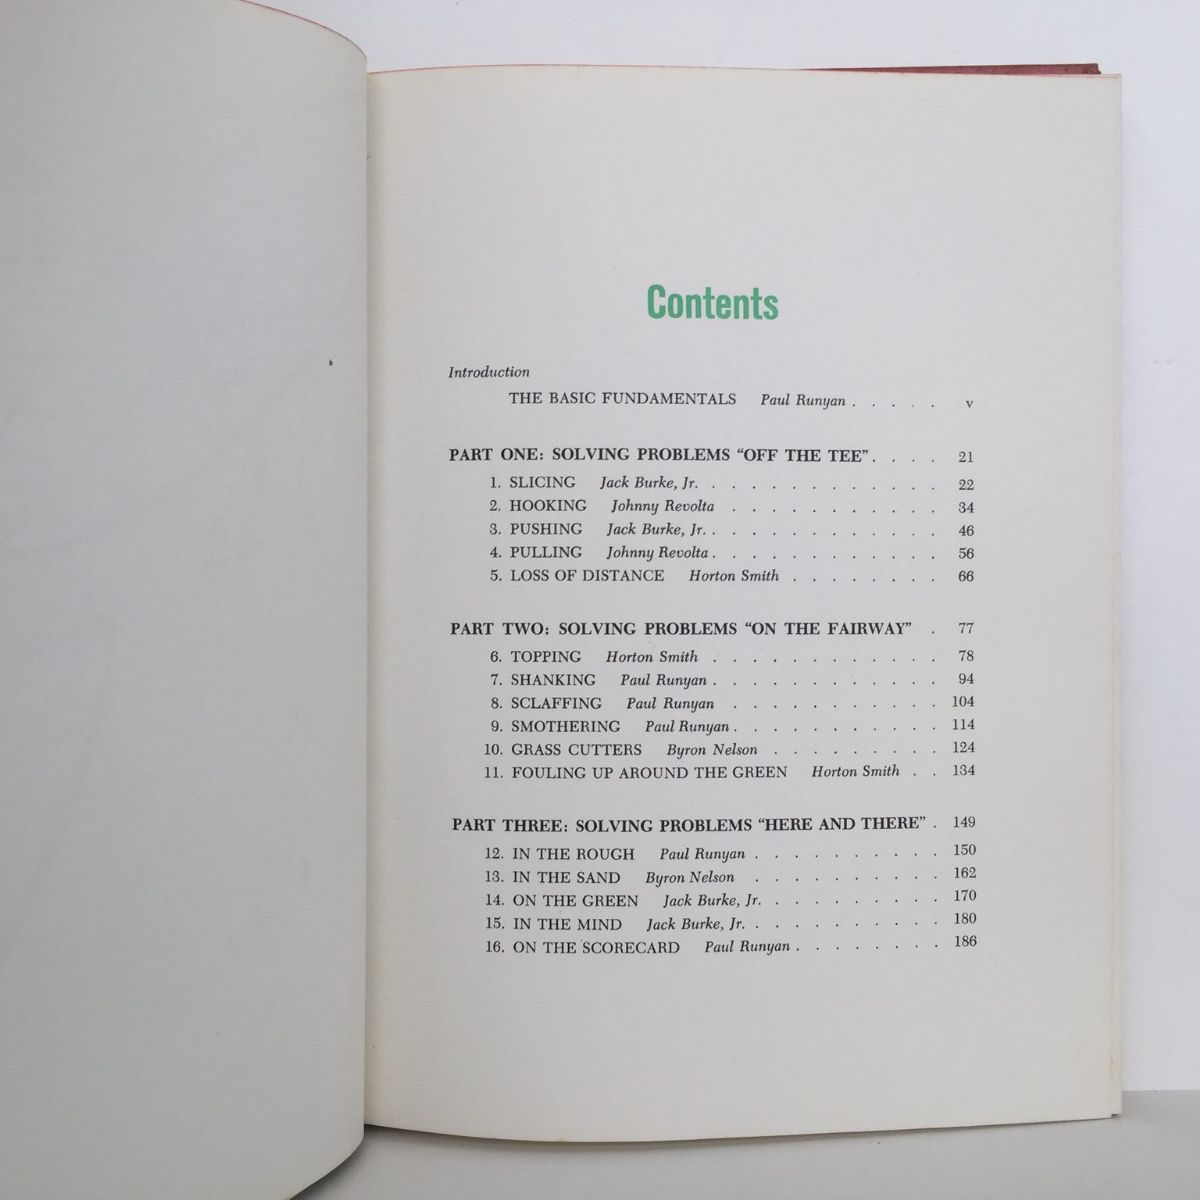 Contents
Introduction
THE BASIC FUNDAMENTALS Paul Runyan . . . . . v
PART ONE: SOLVING PROBLEMS “OFF THE TEE” . . . . 21
1. SLICING Jack Burke, Jr. . . . . . . . . . . . . 22
2. HOOKING Johnny Revolta . . . . . . . . . . . 34
3. PUSHING Jack Burke, Jr. . . . . . . . . . . . . 46
4. PULLING Johnny Revolta . . . . . . . . . . . . 56
5. LOSS OF DISTANCE Horton Smith . . . . . . . . 66
PART TWO: SOLVING PROBLEMS “ON THE FAIRWAY” . 77
6. TOPPING Horton Smith . . . . . . . . . . . . 78
7. SHANKING Paul Runyan . . . . . . . . . . . . 94
8. SCLAFFING Paul Runyan . . . . . . . . . . . 104
9. SMOTHERING Paul Runyan . . . . . . . . . . . 114
10. GRASS CUTTERS Byron Nelson . . . . . . . . . 124
11. FOULING UP AROUND THE GREEN Horton Smith . . 134
PART THREE: SOLVING PROBLEMS “HERE AND THERE” . 149
12. IN THE ROUGH Paul Runyan . . . . . . . . . . 150
13. IN THE SAND Byron Nelson . . . . . . . . . . 162
14. ON THE GREEN Jack Burke, Jr. . . . . . . . . . . 170
15. IN THE MIND Jack Burke, Jr. . . . . . . . . . . 180
16. ON THE SCORECARD Paul Runyan . . . . . . . . 186